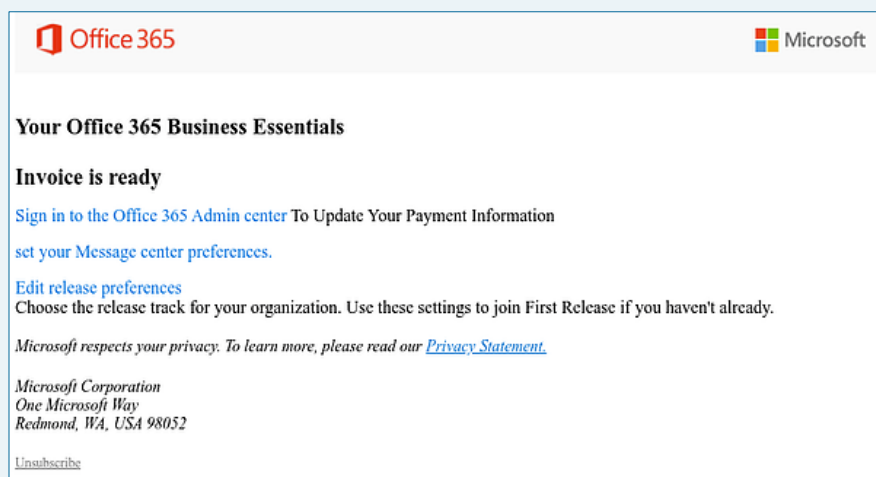 Office 365
Microsoft
Your Office 365 Business Essentials
Invoice is ready
Sign in to the Office 365 Admin center To Update Your Payment Information
set your Message center preferences.
Edit release preferences
Choose the release track for your organization. Use these settings to join First Release if you haven't already.
Microsoft respects your privacy. To learn more, please read our Privacy Statement.
Microsoft Corporation
One Microsoft Way
Redmond, WA, USA 98052
Unsubscribe